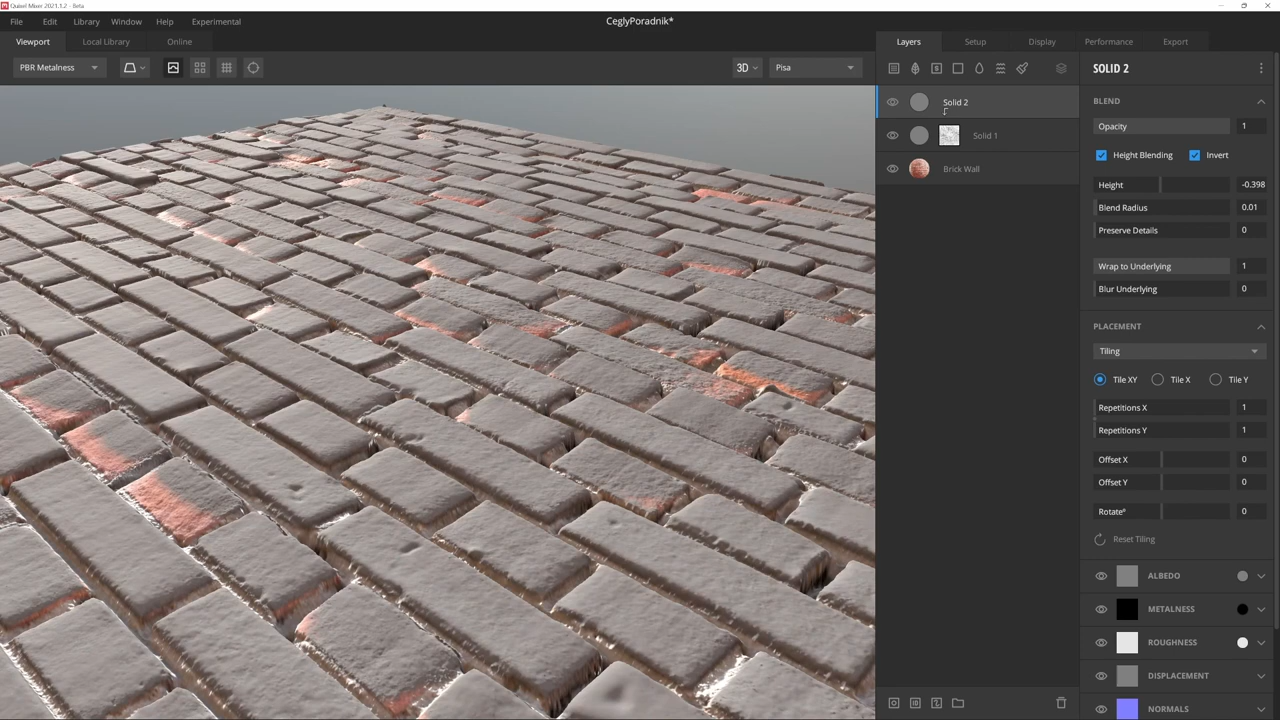 Quixel Mixer 2021.1.2 - Beta
File Edit Library Window Help Experimental
CeglyPoradnik*
Viewport Local Library Online
Layers Setup Display Performance Export
PBR Metalness
3D
Pisa
SOLID 2
BLEND
Solid 2
Solid 1
Brick Wall
Opacity 1
Height Blending Invert
Height -0.398
Blend Radius 0.01
Preserve Details 0
Wrap to Underlying 1
Blur Underlying 0
PLACEMENT
Tiling
Tile XY Tile X Tile Y
Repetitions X 1
Repetitions Y 1
Offset X 0
Offset Y 0
Rotate° 0
Reset Tiling
ALBEDO
METALNESS
ROUGHNESS
DISPLACEMENT
NORMALS